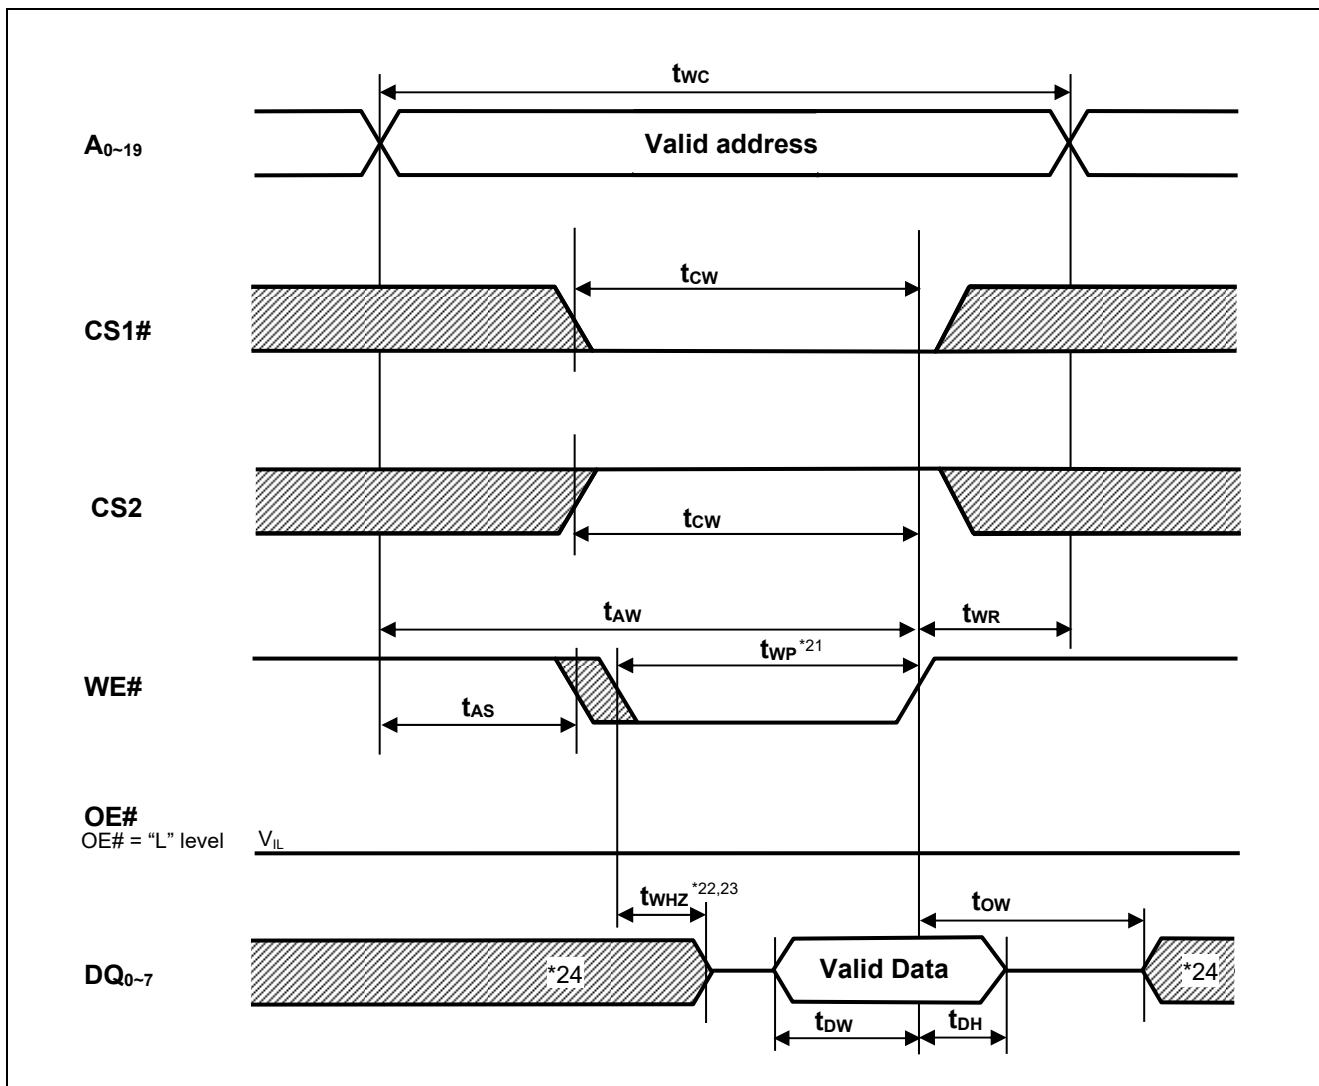 tWC
A0~19
Valid address
tCW
CS1#
CS2
tCW
tAW
tWR
tWP *21
WE#
tAS
OE#
OE# = “L” level VIL
tWHZ *22,23
tOW
DQ0~7
*24
Valid Data
*24
tDW
tDH